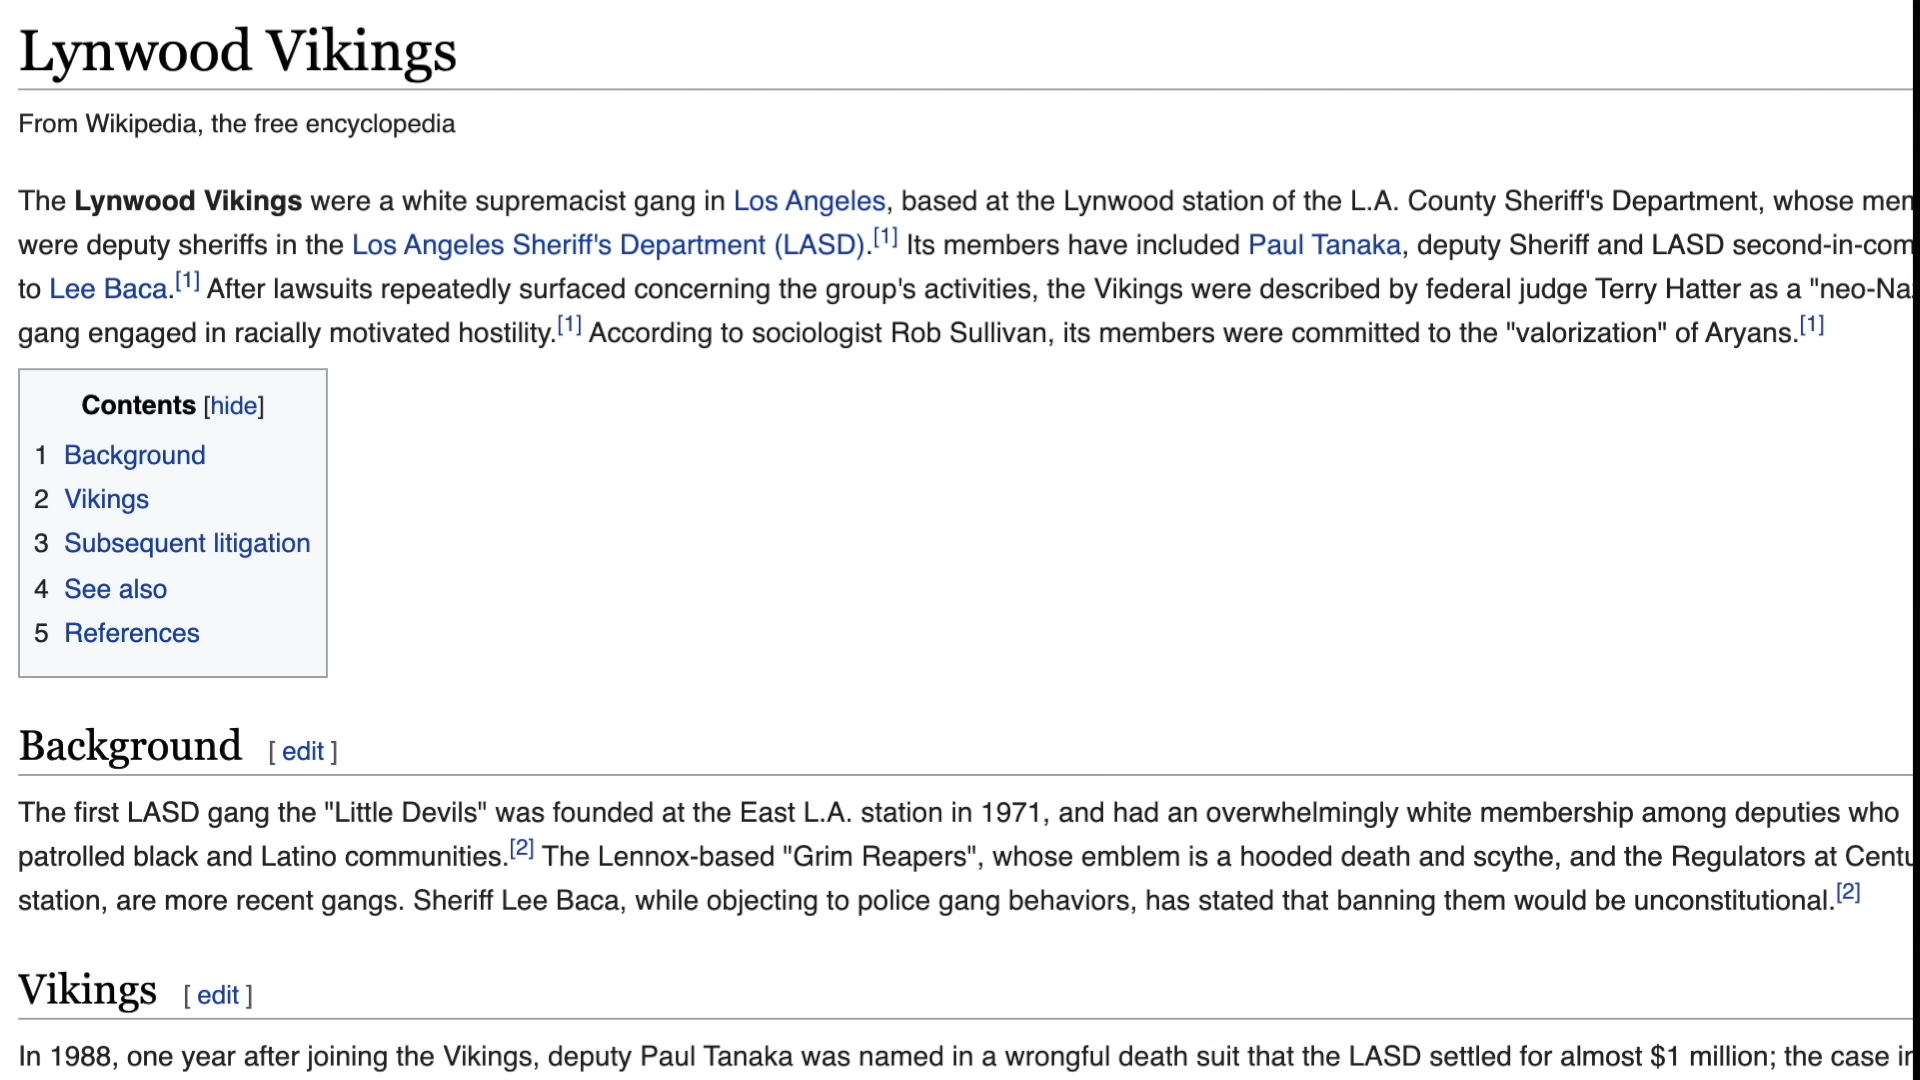 Lynwood Vikings
From Wikipedia, the free encyclopedia
The Lynwood Vikings were a white supremacist gang in Los Angeles, based at the Lynwood station of the L.A. County Sheriff's Department, whose
were deputy sheriffs in the Los Angeles Sheriff's Department (LASD).[1] Its members have included Paul Tanaka, deputy Sheriff and LASD
to Lee Baca.[1] After lawsuits repeatedly surfaced concerning the group's activities, the Vikings were described by federal judge Terry Hatter as a
gang engaged in racially motivated hostility.[1] According to sociologist Rob Sullivan, its members were committed to the "valorization" of Aryans.[1]
Contents [hide]
1 Background
2 Vikings
3 Subsequent litigation
4 See also
5 References
Background [ edit ]
The first LASD gang the "Little Devils" was founded at the East L.A. station in 1971, and had an overwhelmingly white membership among deputies who
patrolled black and Latino communities.[2] The Lennox-based "Grim Reapers", whose emblem is a hooded death and scythe, and the Regulators at
station, are more recent gangs. Sheriff Lee Baca, while objecting to police gang behaviors, has stated that banning them would be unconstitutional.[2]
Vikings [ edit ]
In 1988, one year after joining the Vikings, deputy Paul Tanaka was named in a wrongful death suit that the LASD settled for almost $1 million; the case